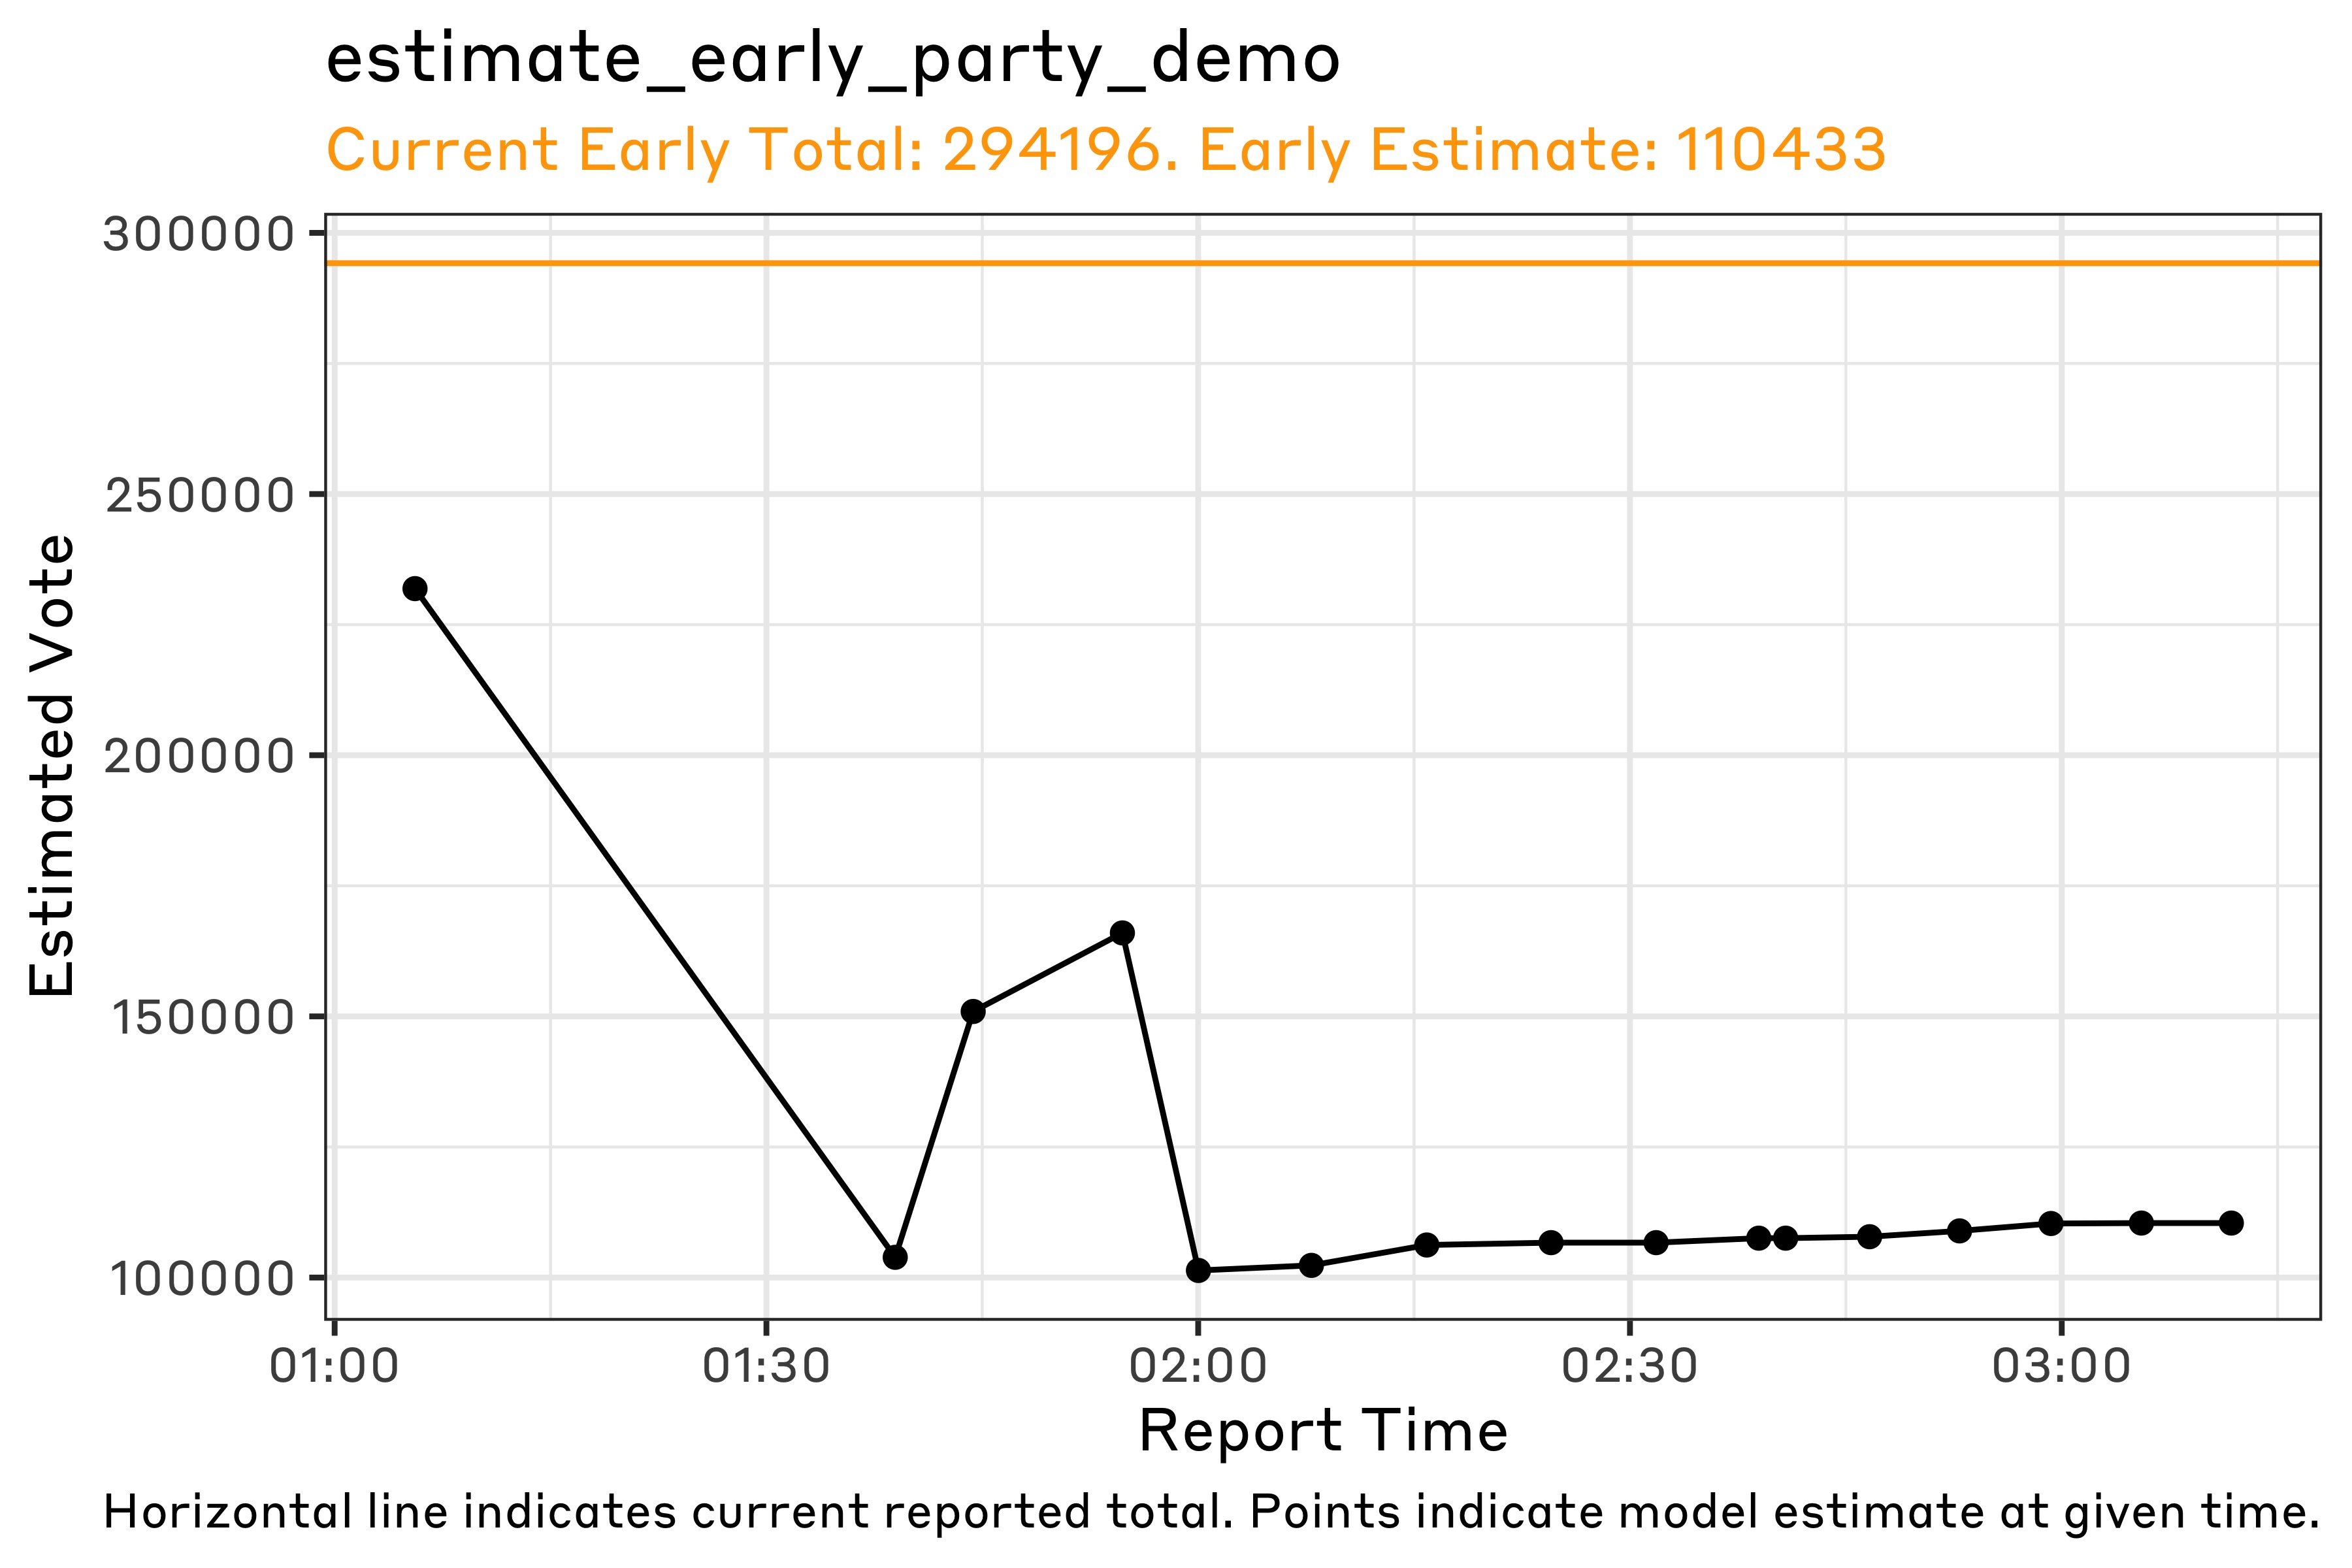 estimate_early_party_demo
Current Early Total: 294196. Early Estimate: 110433
300000
250000
200000
150000
100000
Estimated Vote
01:00 01:30 02:00 02:30 03:00
Report Time
Horizontal line indicates current reported total. Points indicate model estimate at given time.